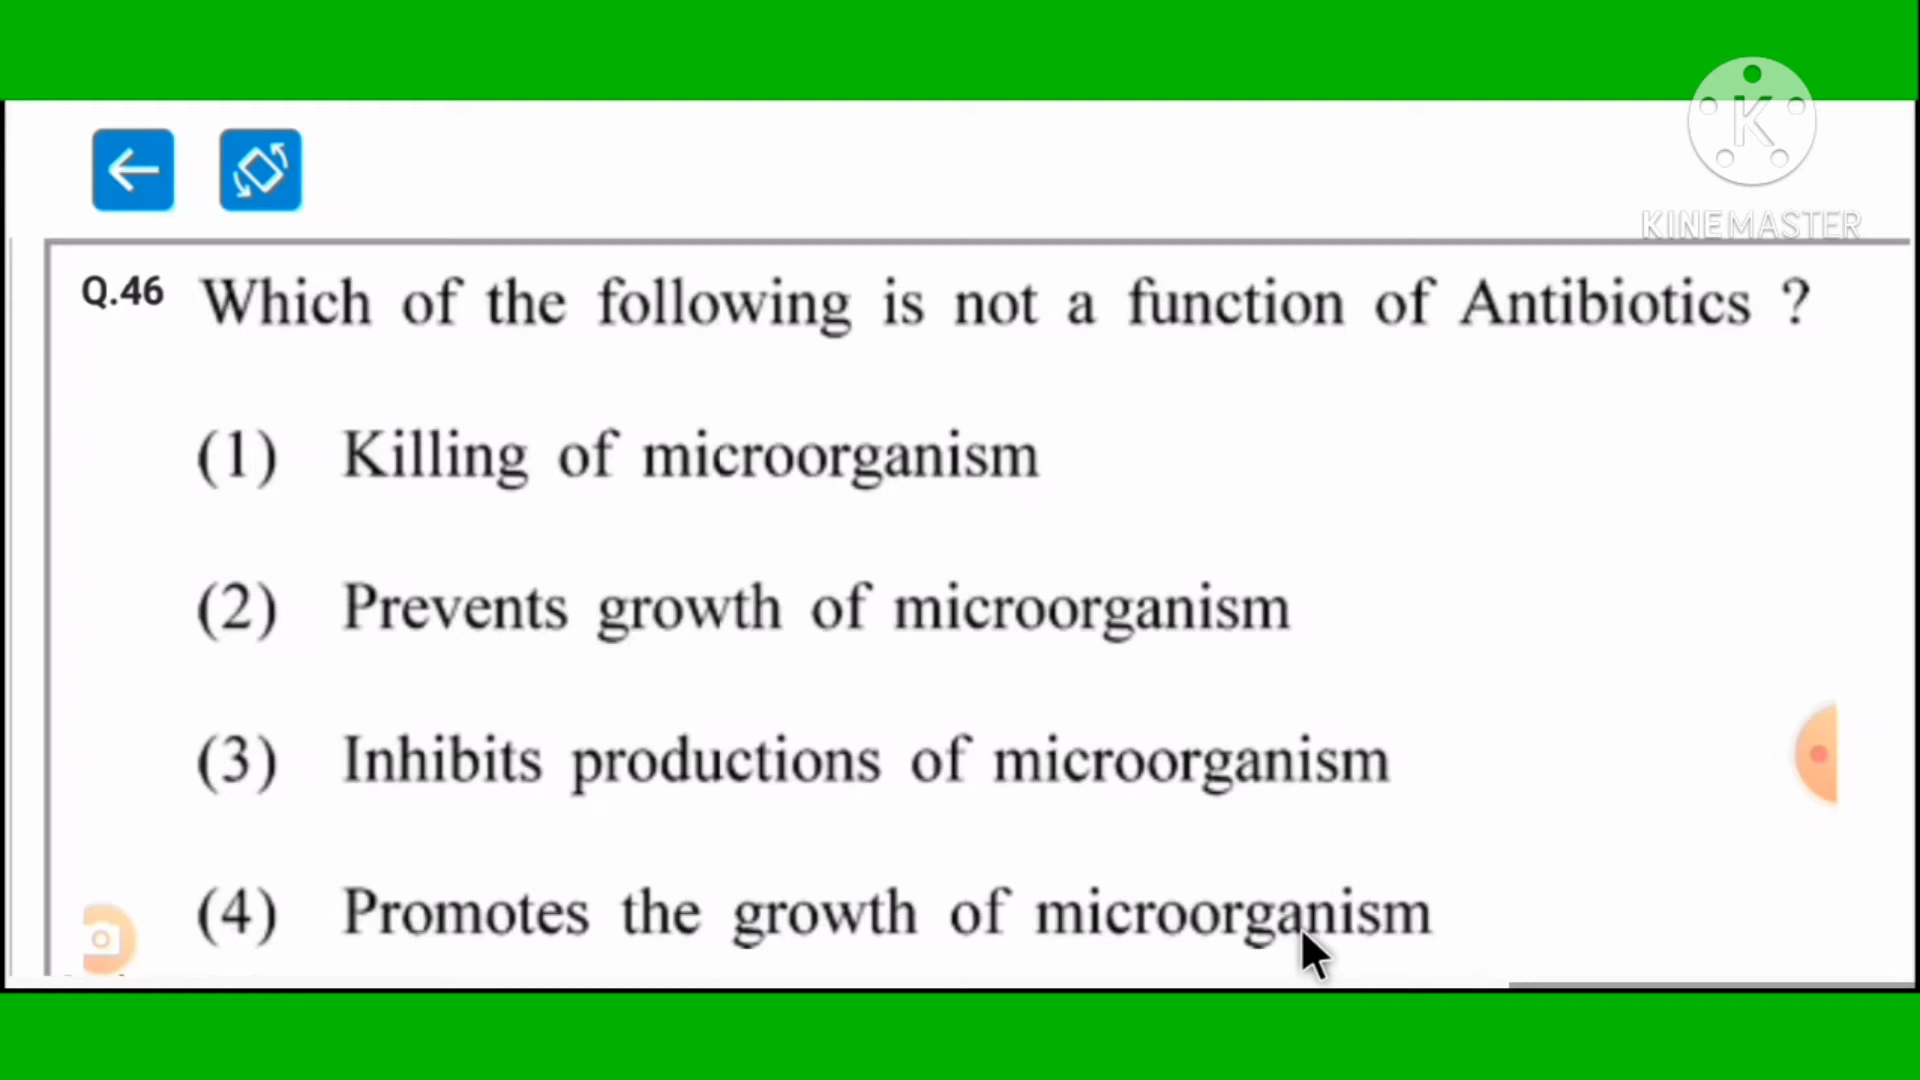 K
KINEMASTER
Q.46 Which of the following is not a function of Antibiotics ?
(1) Killing of microorganism
(2) Prevents growth of microorganism
(3) Inhibits productions of microorganism
(4) Promotes the growth of microorganism